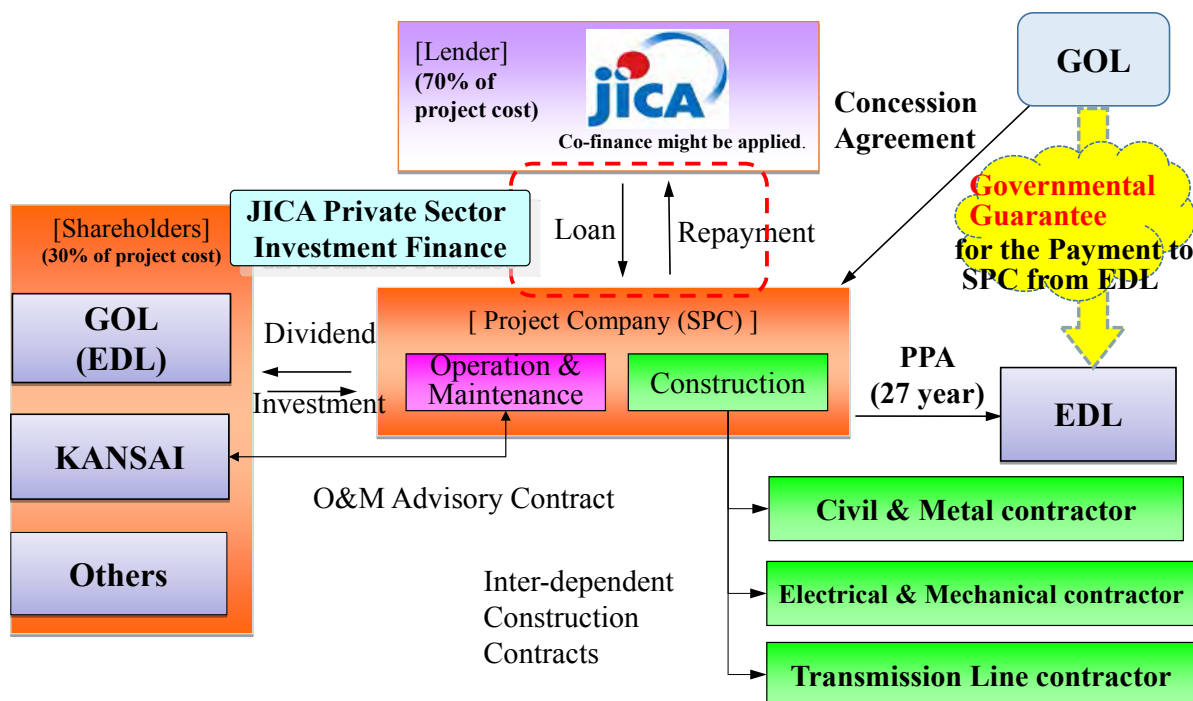 [Lender]
(70% of
project cost)
jICA
Co-finance might be applied.
GOL
Concession
Agreement
Governmental
Guarantee
for the Payment to
SPC from EDL
[Shareholders]
(30% of project cost)
JICA Private Sector
Investment Finance
Loan
Repayment
GOL
(EDL)
KANSAI
Others
Dividend
Investment
[ Project Company (SPC) ]
Operation &
Maintenance
Construction
PPA
(27 year)
EDL
O&M Advisory Contract
Inter-dependent
Construction
Contracts
Civil & Metal contractor
Electrical & Mechanical contractor
Transmission Line contractor